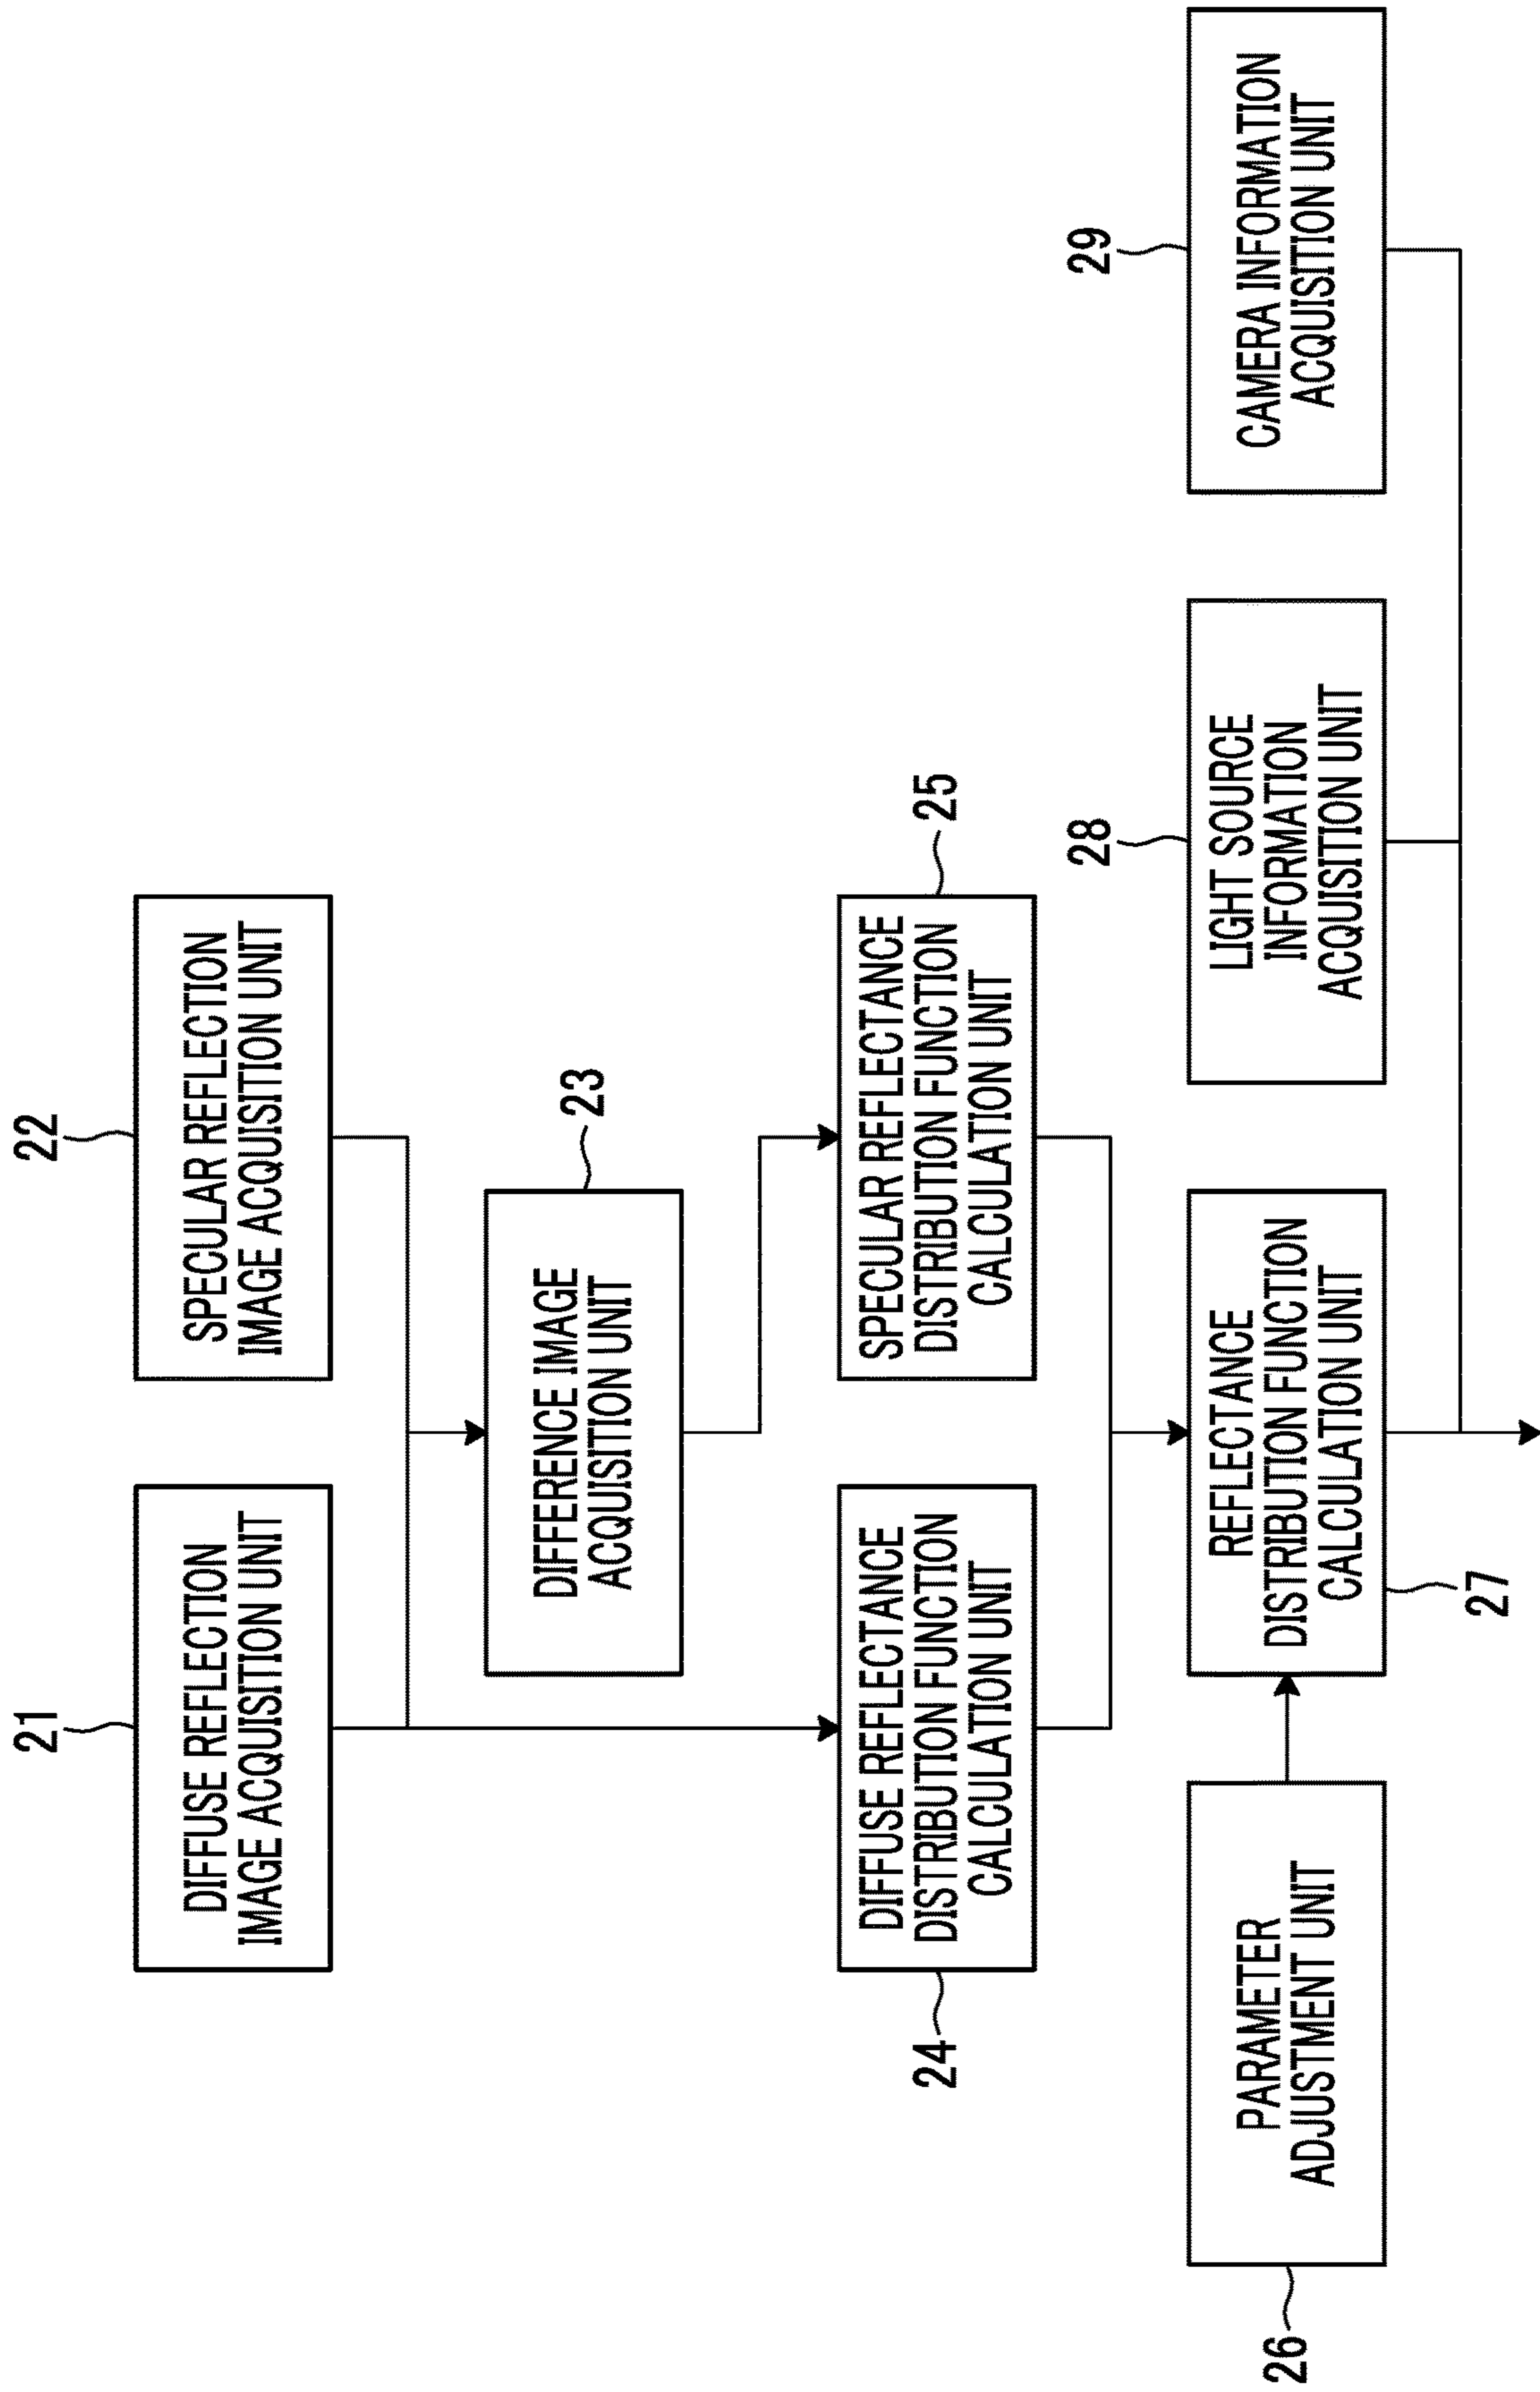 21
DIFFUSE REFLECTION
IMAGE ACQUISITION UNIT
22
SPECULAR REFLECTION
IMAGE ACQUISITION UNIT
23
DIFFERENCE IMAGE
ACQUISITION UNIT
24
DIFFUSE REFLECTANCE
DISTRIBUTION FUNCTION
CALCULATION UNIT
25
SPECULAR REFLECTANCE
DISTRIBUTION FUNCTION
CALCULATION UNIT
26
PARAMETER
ADJUSTMENT UNIT
27
REFLECTANCE
DISTRIBUTION FUNCTION
CALCULATION UNIT
28
LIGHT SOURCE
INFORMATION
ACQUISITION UNIT
29
CAMERA INFORMATION
ACQUISITION UNIT